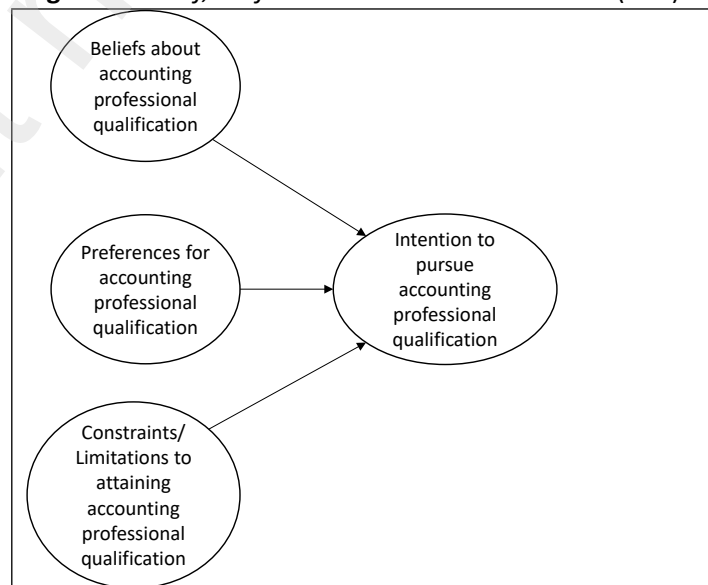 Beliefs about
accounting
professional
qualification
Preferences for
accounting
professional
qualification
Intention to
pursue
accounting
professional
qualification
Constraints/
Limitations to
attaining
accounting
professional
qualification